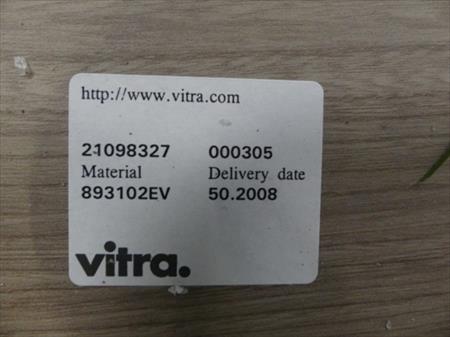 http://www.vitra.com
21098327 000305
Material Delivery date
893102EV 50.2008
vitra.